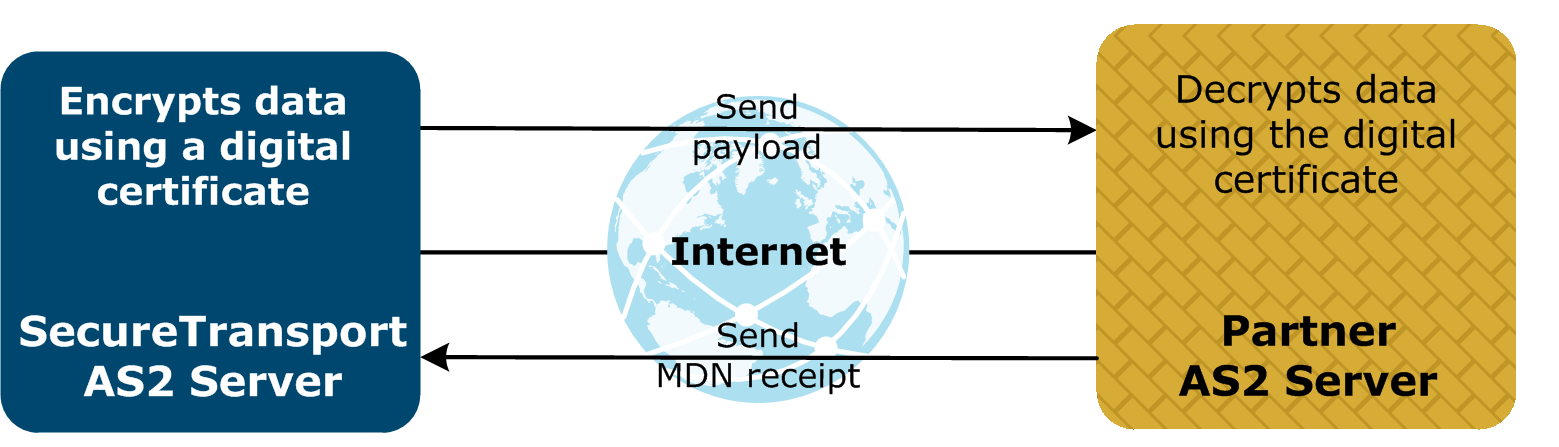 Encrypts data
using a digital
certificate
SecureTransport
AS2 Server
Send
payload
Internet
Send
MDN receipt
Decrypts data
using the digital
certificate
Partner
AS2 Server